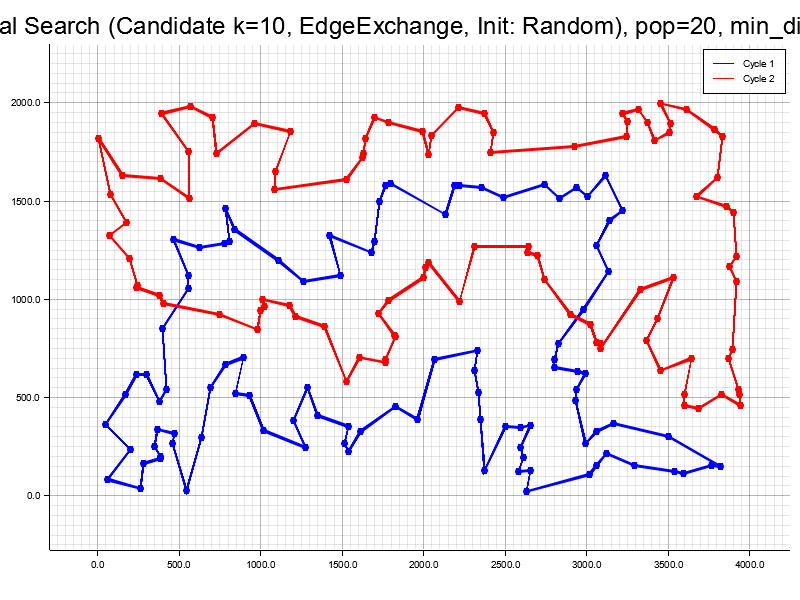 al Search (Candidate k=10, EdgeExchange, Init: Random), pop=20, min_di
Cycle 1
Cycle 2
2000.0
1500.0
1000.0
500.0
0.0
0.0 500.0 1000.0 1500.0 2000.0 2500.0 3000.0 3500.0 4000.0